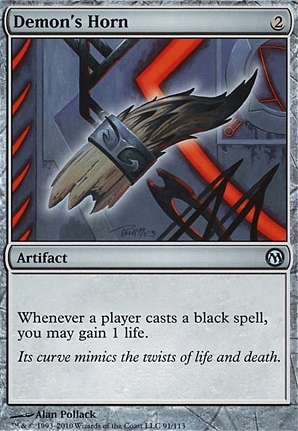 Demon's Horn 2
Artifact
Whenever a player casts a black spell,
you may gain 1 life.
Its curve mimics the twists of life and death.
Alan Pollack
™ & © 1993–2010 Wizards of the Coast LLC 91/113